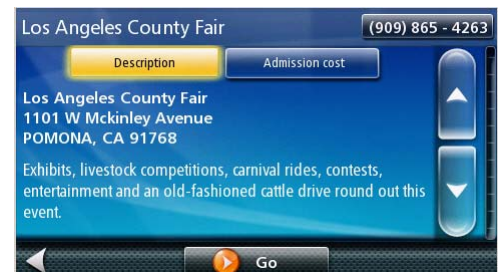 Los Angeles County Fair
(909) 865 - 4263
Description
Admission cost
Los Angeles County Fair
1101 W Mckinley Avenue
POMONA, CA 91768
Exhibits, livestock competitions, carnival rides, contests,
entertainment and an old-fashioned cattle drive round out this
event.
Go